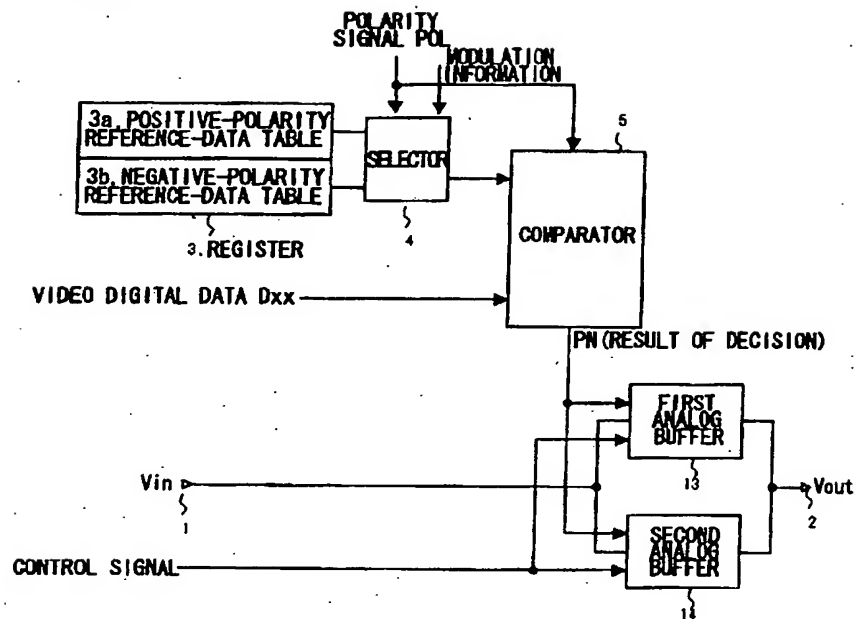 POLARITY
SIGNAL POL
MODULATION
INFORMATION
3a. POSITIVE-POLARITY
REFERENCE-DATA TABLE
3b. NEGATIVE-POLARITY
REFERENCE-DATA TABLE
3. REGISTER
SELECTOR
4
5
COMPARATOR
VIDEO DIGITAL DATA Dxx
PN(RESULT OF DECISION)
FIRST
ANALOG
BUFFER
13
Vin
1
Vout
2
SECOND
ANALOG
BUFFER
14
CONTROL SIGNAL